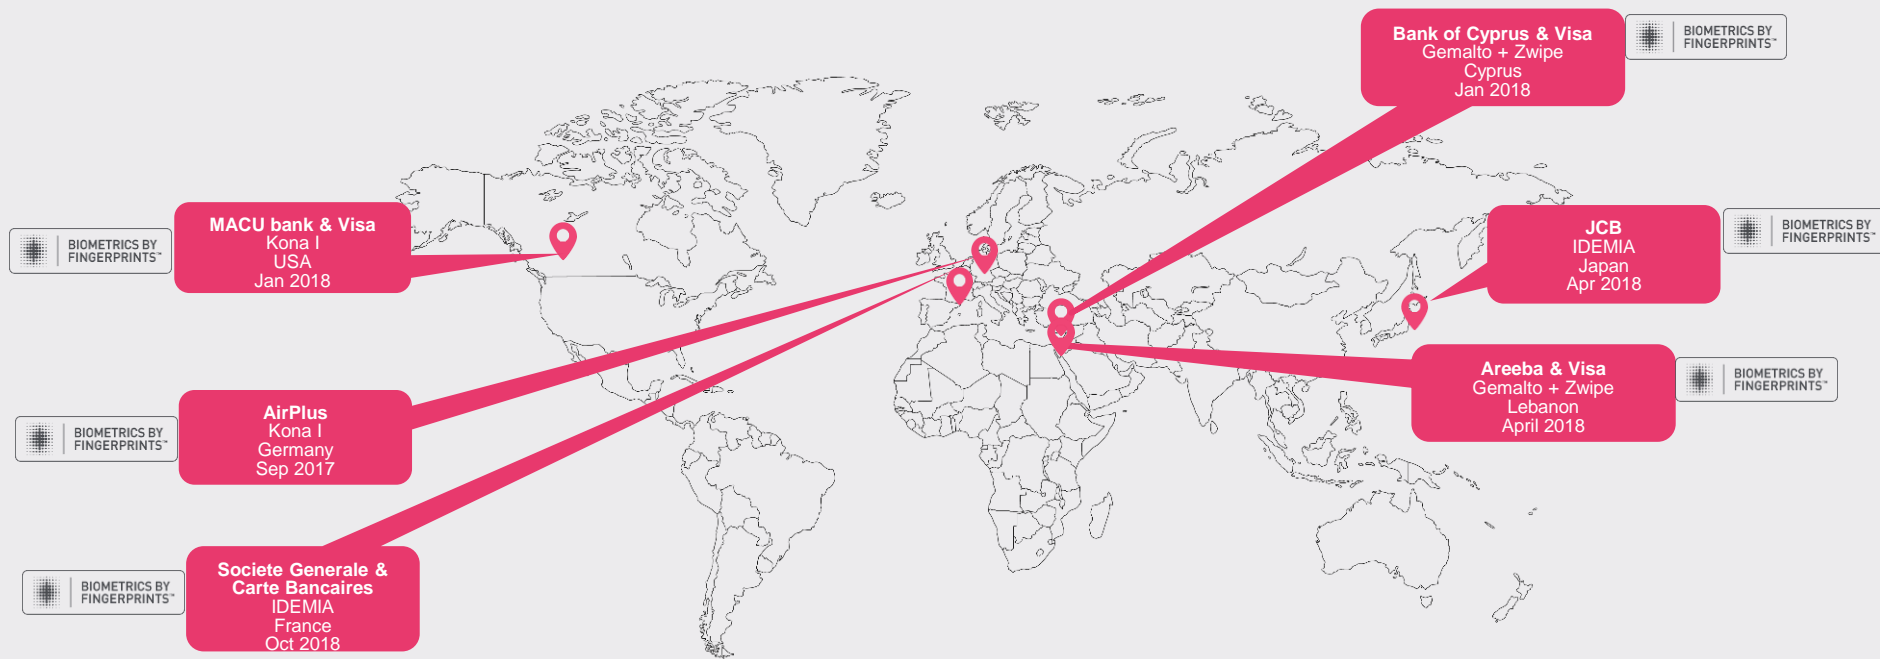 Bank of Cyprus & Visa
Gemalto + Zwipe
Cyprus
Jan 2018
BIOMETRICS BY
FINGERPRINTS™
BIOMETRICS BY
FINGERPRINTS™
MACU bank & Visa
Kona I
USA
Jan 2018
JCB
IDEMIA
Japan
Apr 2018
BIOMETRICS BY
FINGERPRINTS™
Areeba & Visa
Gemalto + Zwipe
Lebanon
April 2018
BIOMETRICS BY
FINGERPRINTS™
BIOMETRICS BY
FINGERPRINTS™
AirPlus
Kona I
Germany
Sep 2017
BIOMETRICS BY
FINGERPRINTS™
Societe Generale &
Carte Bancaires
IDEMIA
France
Oct 2018